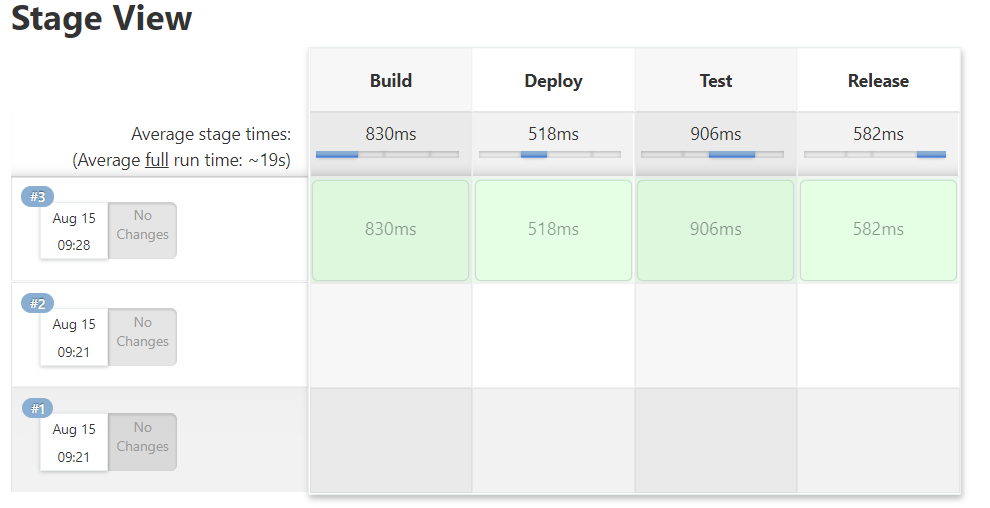 Stage View
Build Deploy Test Release
Average stage times: 830ms 518ms 906ms 582ms
(Average full run time: ~19s)
#3
Aug 15
09:28
No
Changes
830ms 518ms 906ms 582ms
#2
Aug 15
09:21
No
Changes
#1
Aug 15
09:21
No
Changes